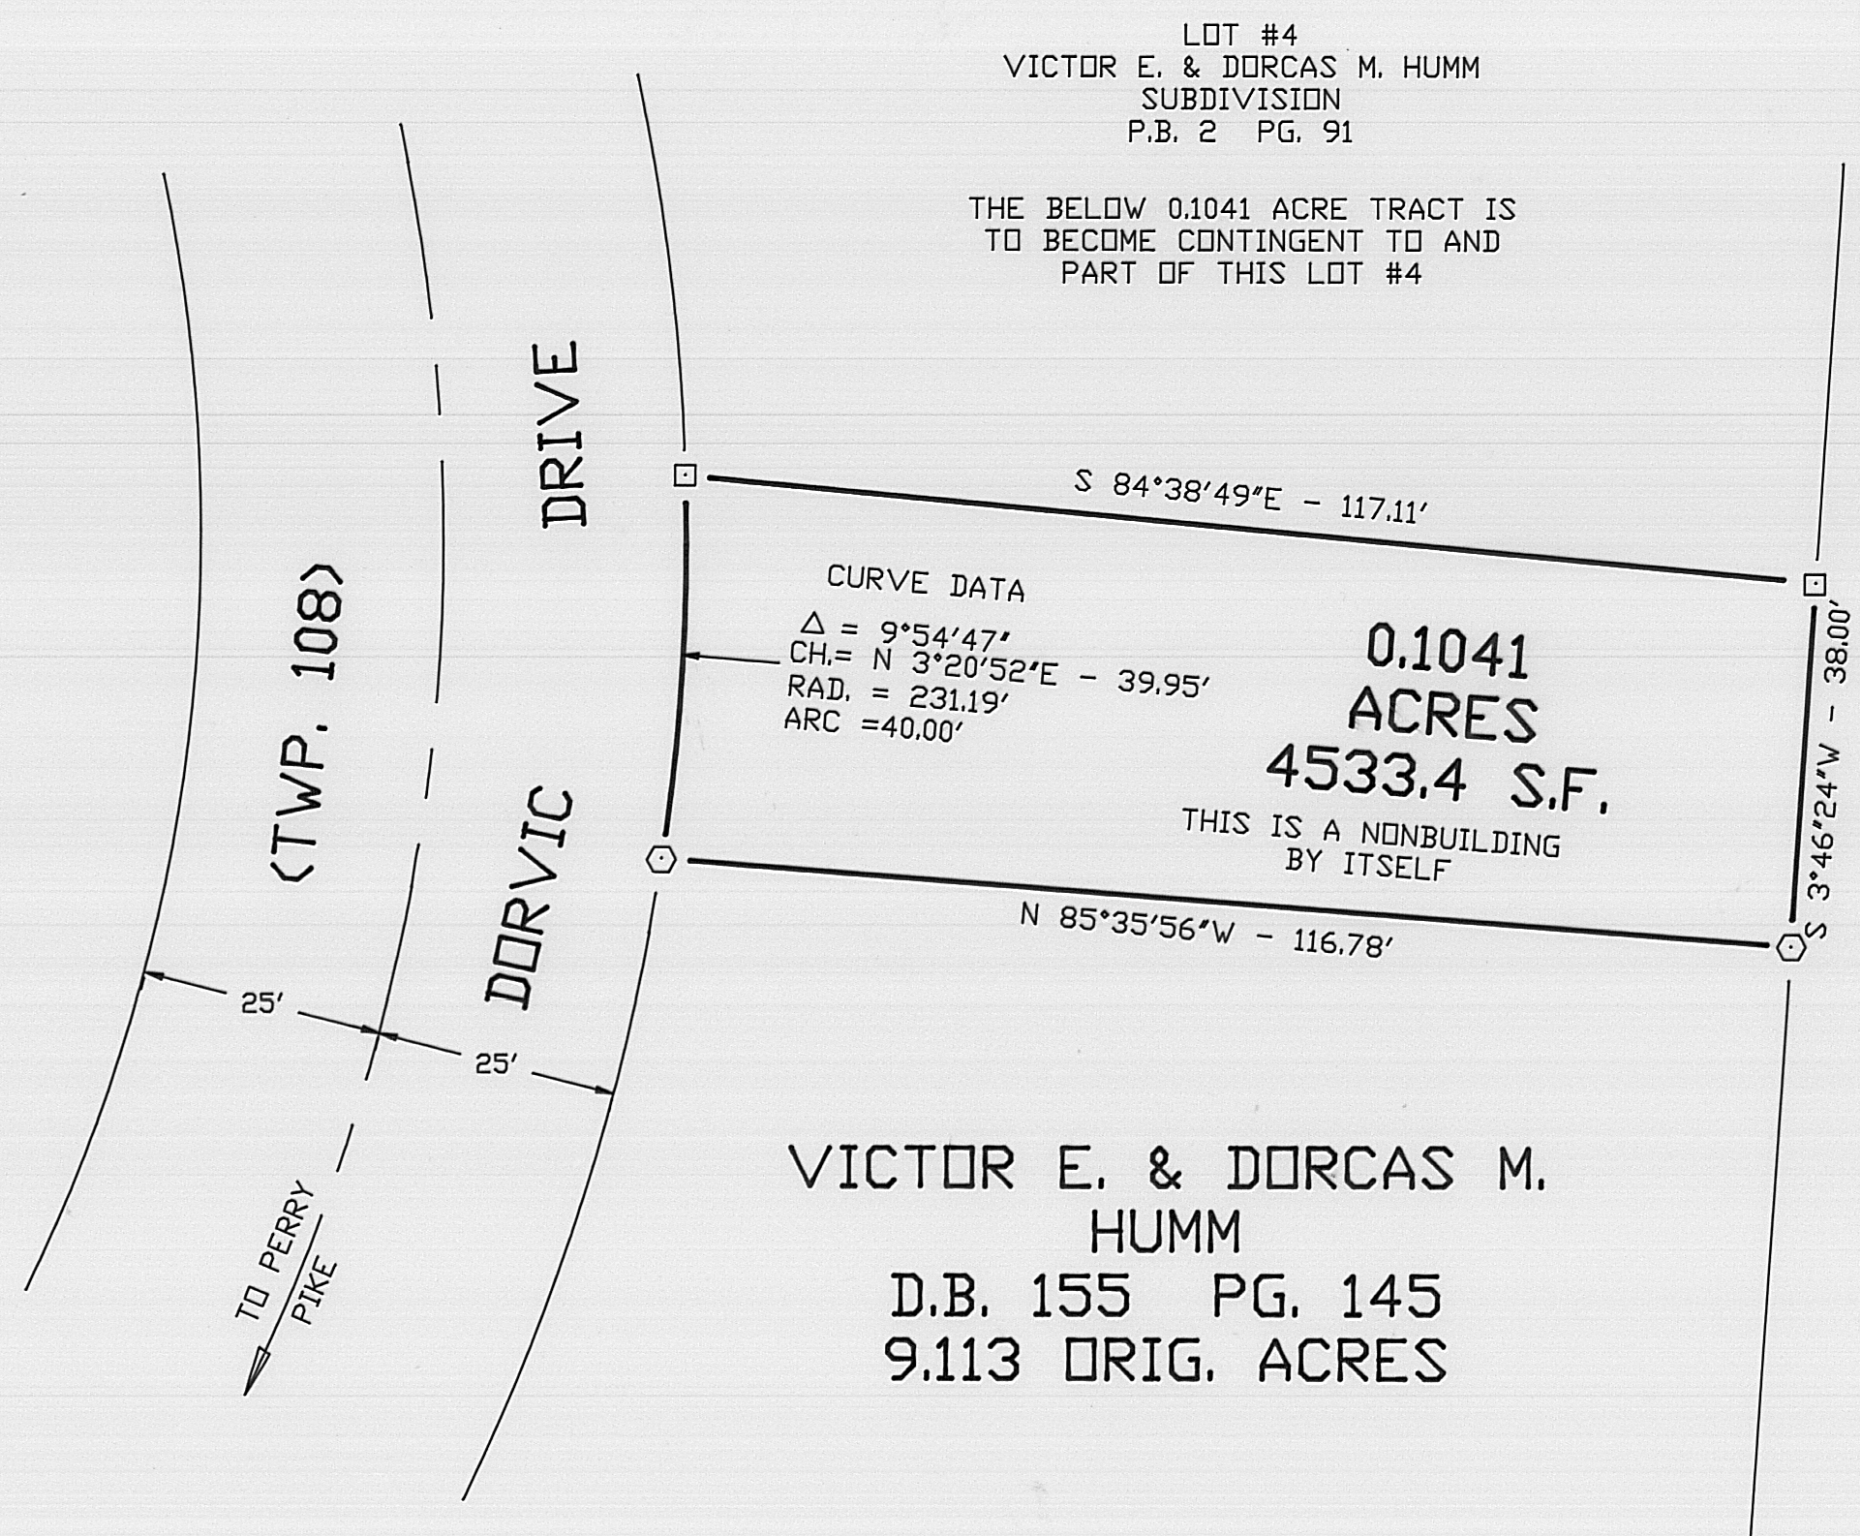 LOT #4
VICTOR E. & DORCAS M. HUMM
SUBDIVISION
P.B. 2 PG. 91
THE BELOW 0.1041 ACRE TRACT IS
TO BECOME CONTINGENT TO AND
PART OF THIS LOT #4
DORVIC DRIVE
(TWP. 108)
S 84°38'49"E - 117.11'
CURVE DATA
Δ = 9°54'47"
CH.= N 3°20'52"E - 39.95'
RAD. = 231.19'
ARC =40.00'
0.1041
ACRES
4533.4 S.F.
THIS IS A NONBUILDING
BY ITSELF
S 3°46'24"W - 38.00'
N 85°35'56"W - 116.78'
25'
25'
TO PERRY
PIKE
VICTOR E. & DORCAS M.
HUMM
D.B. 155 PG. 145
9.113 ORIG. ACRES